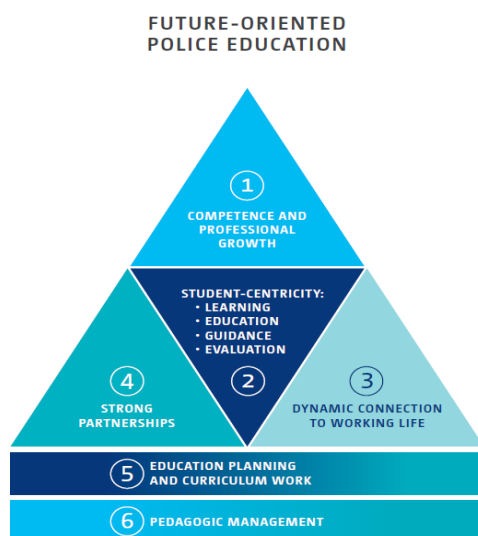 FUTURE-ORIENTED
POLICE EDUCATION
1
COMPETENCE AND
PROFESSIONAL
GROWTH
STUDENT-CENTRICITY:
• LEARNING
• EDUCATION
• GUIDANCE
• EVALUATION
2
3
DYNAMIC CONNECTION
TO WORKING LIFE
4
STRONG
PARTNERSHIPS
5 EDUCATION PLANNING
AND CURRICULUM WORK
6 PEDAGOGIC MANAGEMENT